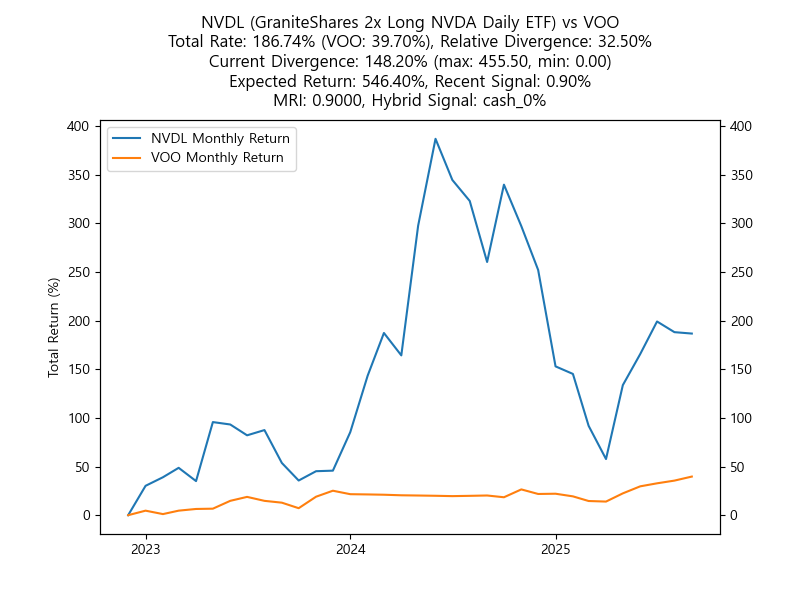 NVDL (GraniteShares 2x Long NVDA Daily ETF) vs VOO
Total Rate: 186.74% (VOO: 39.70%), Relative Divergence: 32.50%
Current Divergence: 148.20% (max: 455.50, min: 0.00)
Expected Return: 546.40%, Recent Signal: 0.90%
MRI: 0.9000, Hybrid Signal: cash_0%
NVDL Monthly Return
VOO Monthly Return
Total Return (%)
400
350
300
250
200
150
100
50
0
400
350
300
250
200
150
100
50
0
2023
2024
2025